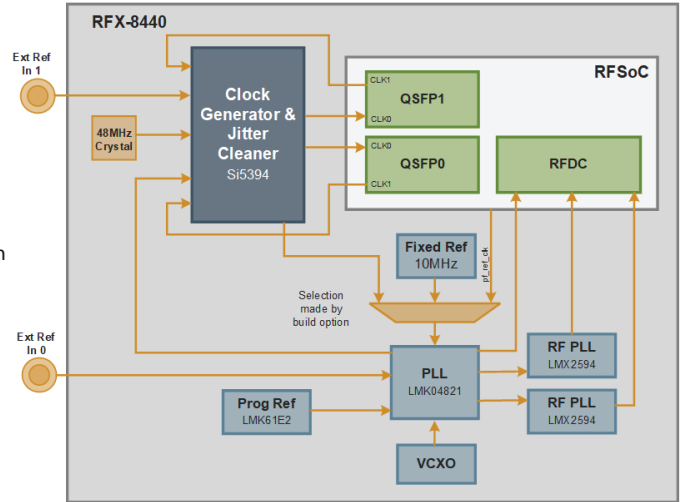 RFX-8440
Ext Ref
In 1
RFSoC
CLK1
QSFP1
CLK0
Clock
Generator &
Jitter
Cleaner
Si5394
48MHz
Crystal
CLK0
QSFP0
CLK1
RFDC
n
Fixed Ref
10MHz
pf_ref_clk
Selection
made by
build option
Ext Ref
In 0
PLL
LMK04821
RF PLL
LMX2594
RF PLL
LMX2594
Prog Ref
LMK61E2
VCXO